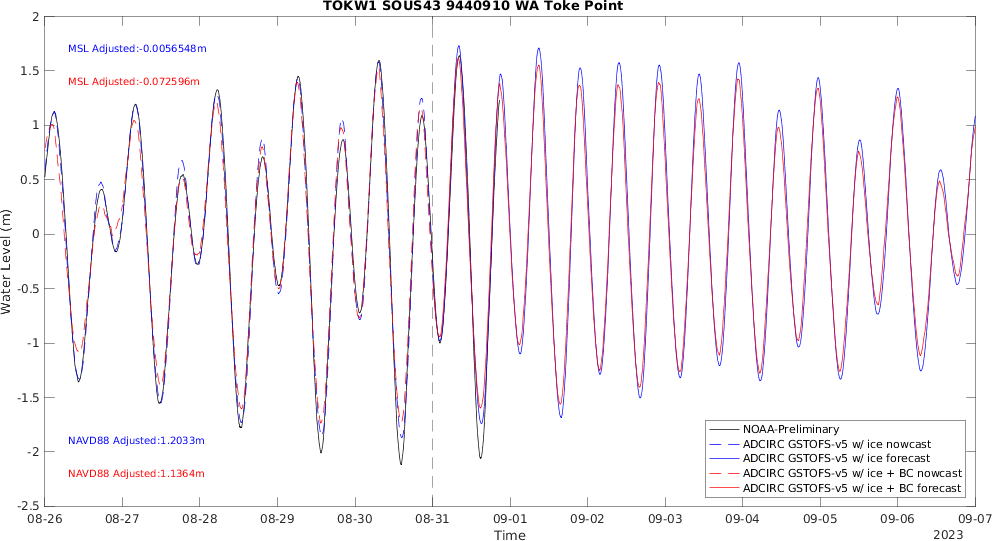 TOKW1 SOUS43 9440910 WA Toke Point
MSL Adjusted:-0.0056548m
MSL Adjusted:-0.072596m
NAVD88 Adjusted:1.2033m
NAVD88 Adjusted:1.1364m
Water Level (m)
2
1.5
1
0.5
0
-0.5
-1
-1.5
-2
-2.5
NOAA-Preliminary
ADCIRC GSTOFS-v5 w/ ice nowcast
ADCIRC GSTOFS-v5 w/ ice forecast
ADCIRC GSTOFS-v5 w/ ice + BC nowcast
ADCIRC GSTOFS-v5 w/ ice + BC forecast
08-26 08-27 08-28 08-29 08-30 08-31 09-01 09-02 09-03 09-04 09-05 09-06 09-07
Time
2023